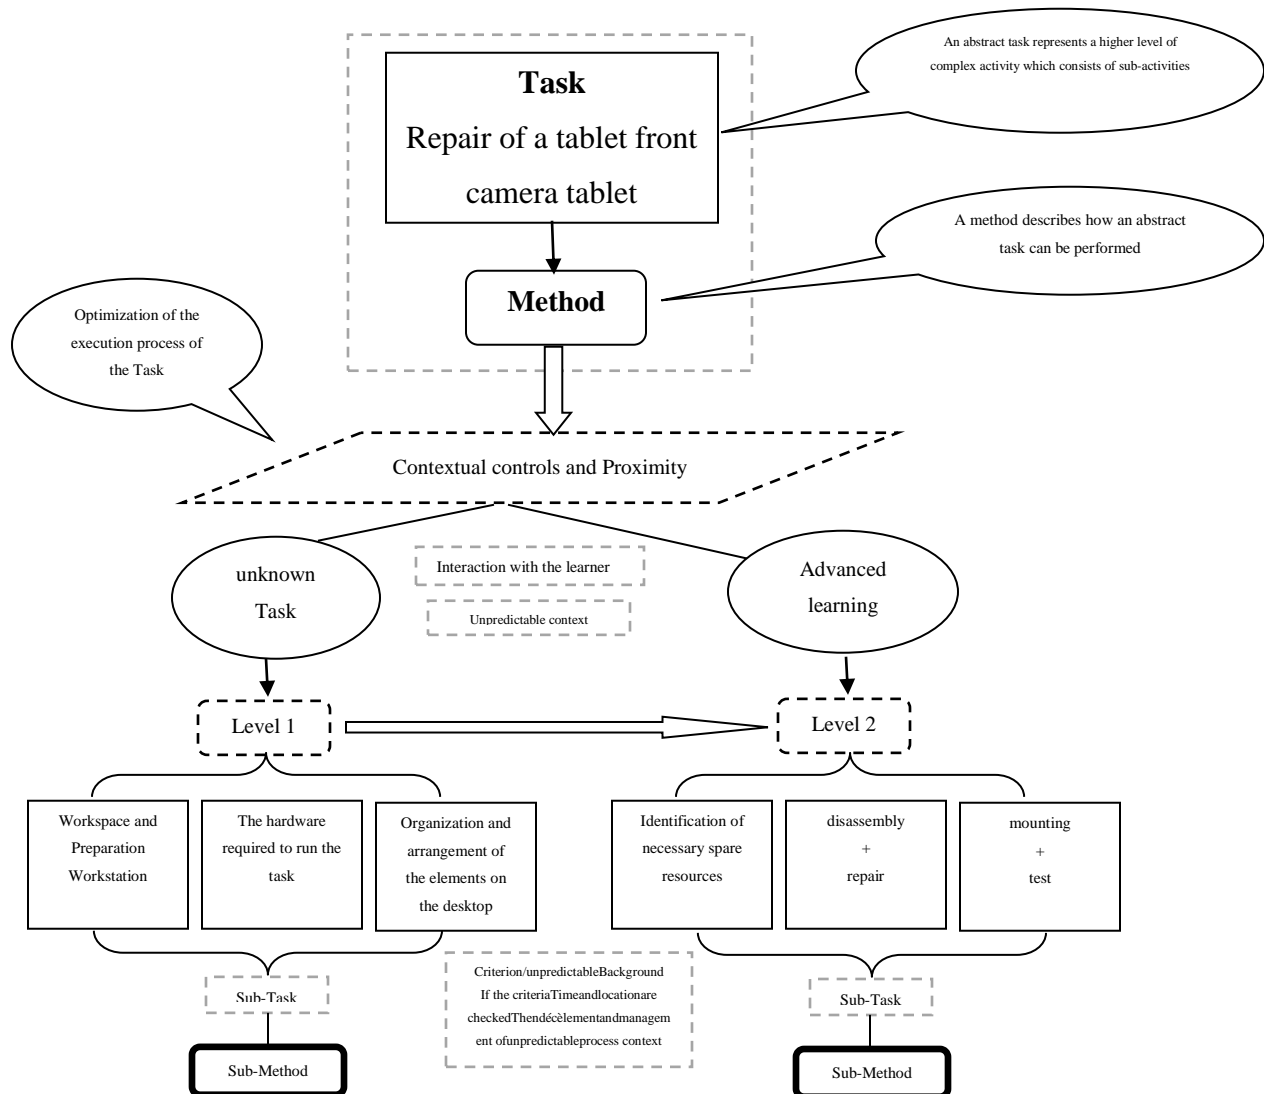 An abstract task represents a higher level of
complex activity which consists of sub-activities
Task
Repair of a tablet front
camera tablet
A method describes how an abstract
task can be performed
Method
Optimization of the
execution process of
the Task
Contextual controls and Proximity
unknown
Task
Interaction with the learner
Unpredictable context
Advanced
learning
Level 1
Level 2
Workspace and
Preparation
Workstation
The hardware
required to run the
task
Organization and
arrangement of
the elements on
the desktop
Identification of
necessary spare
resources
disassembly
+
repair
mounting
+
test
Criterion/unpredictableBackground
If the criteriaTimeandlocationare
checkedThendécèlementandmanagem
ent ofunpredictableprocess context
Sub-Task
Sub-Task
Sub-Method
Sub-Method